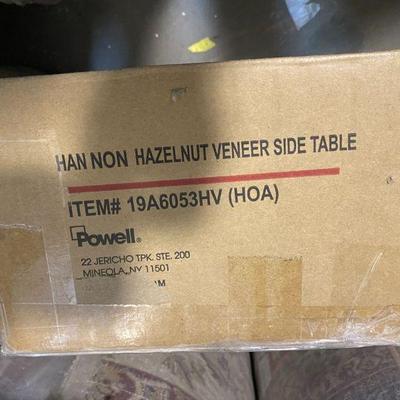 HAN NON HAZELNUT VENEER SIDE TABLE
ITEM# 19A6053HV (HOA)
Powell®
22 JERICHO TPK. STE. 200
MINEOLA, NY 11501